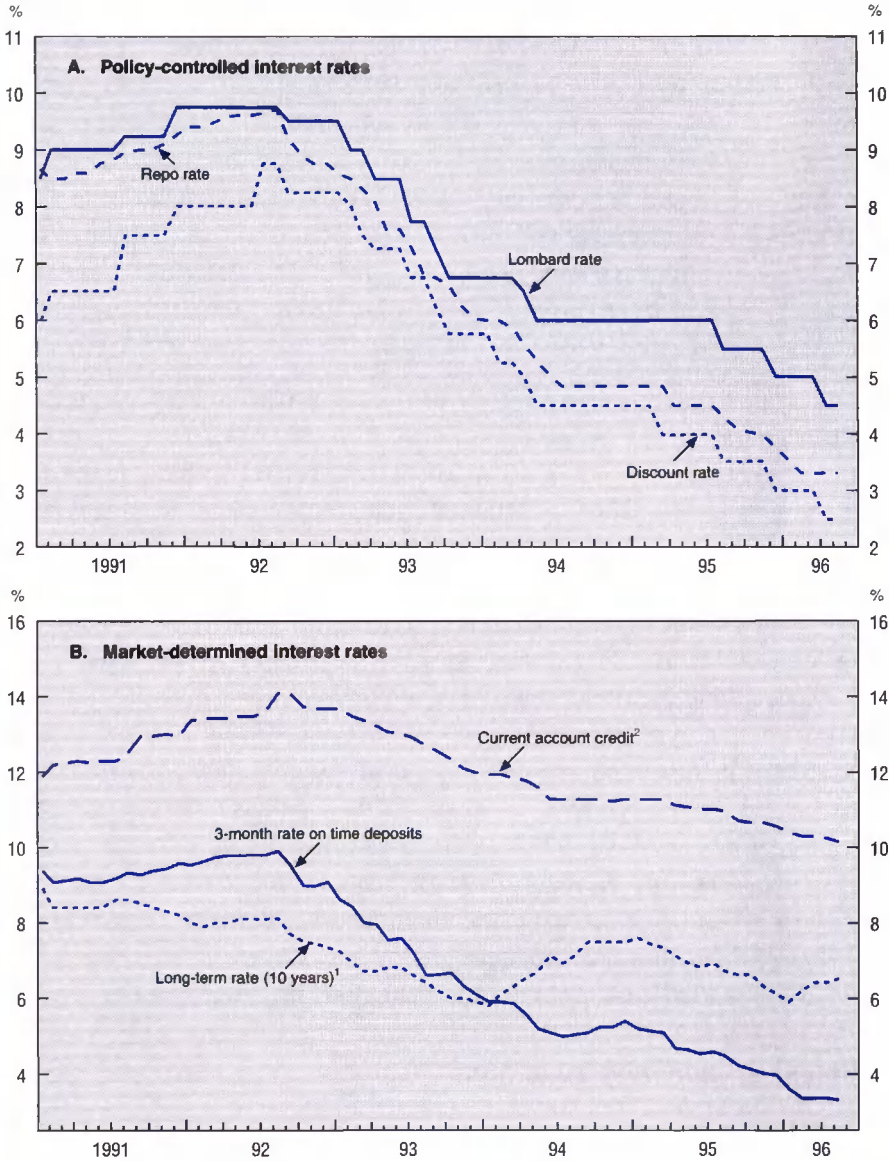 % %
A. Policy-controlled interest rates
11 11
10 10
9 9
Repo rate
8 8
7 7
Lombard rate
6 6
5 5
4 4
Discount rate
3 3
2 2
1991 92 93 94 95 96
% %
16 16
B. Market-determined interest rates
14 14
Current account credit²
12 12
3-month rate on time deposits
10 10
8 8
Long-term rate (10 years)¹
6 6
4 4
1991 92 93 94 95 96